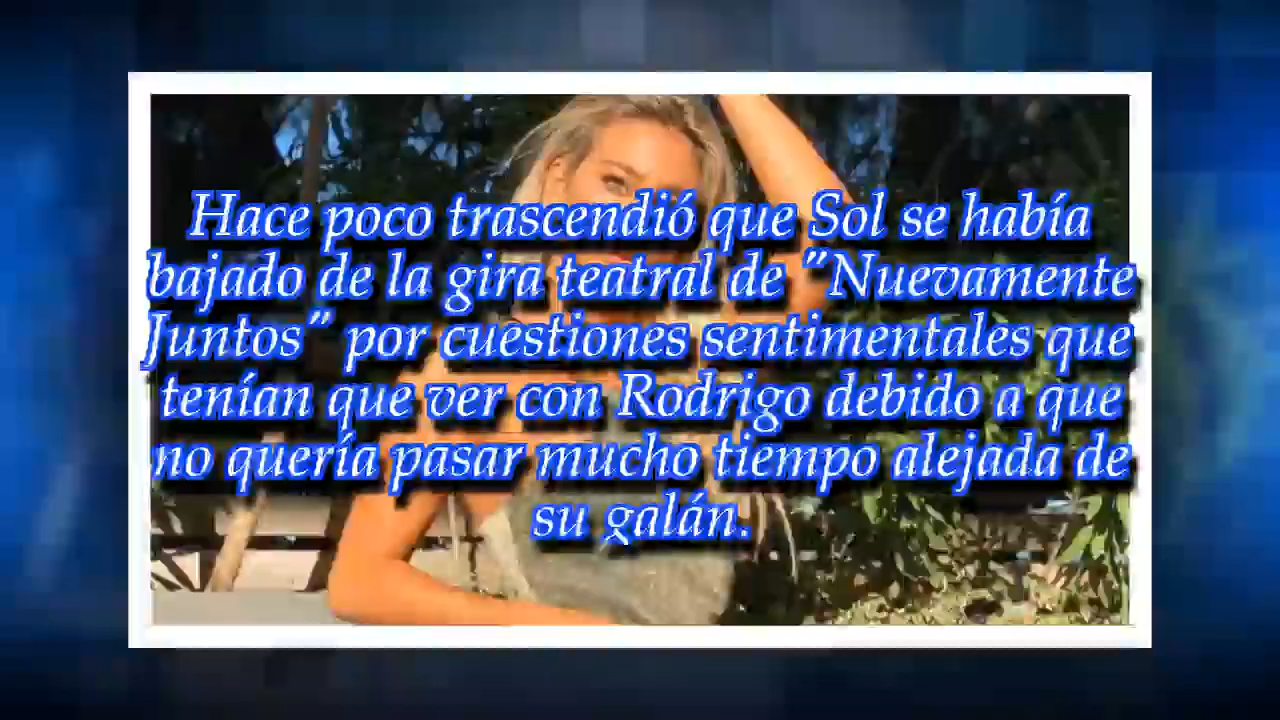 Hace poco trascendió que Sol se había
bajado de la gira teatral de "Nuevamente
Juntos" por cuestiones sentimentales que
tenían que ver con Rodrigo debido a que
no quería pasar mucho tiempo alejada de
su galán.